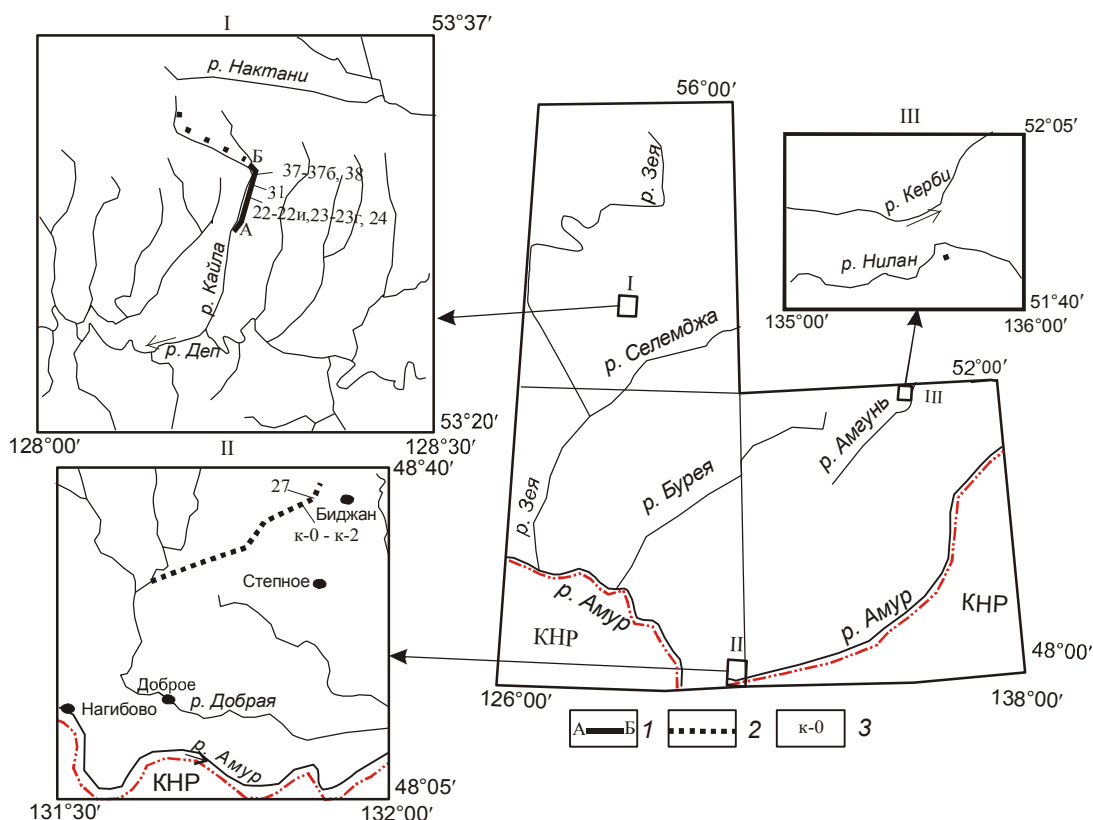 I
53°37′
р. Нактани
Б
37-37б, 38
31
22-22и,23-23г, 24
А
р. Кайла
р. Деп
53°20′
128°00′
128°30′
II
48°40′
27
Биджан
к-0 - к-2
Степное
Доброе
р. Добрая
Нагибово
р. Амур
КНР
48°05′
131°30′
132°00′
56°00′
р. Зея
I
р. Селемджа
52°00′
III
р. Амгунь
р. Бурея
р. Зея
р. Амур
КНР
р. Амур
КНР
II
48°00′
126°00′
138°00′
III
52°05′
р. Керби
р. Нилан
51°40′
135°00′
136°00′
А Б 1
2
к-0 3